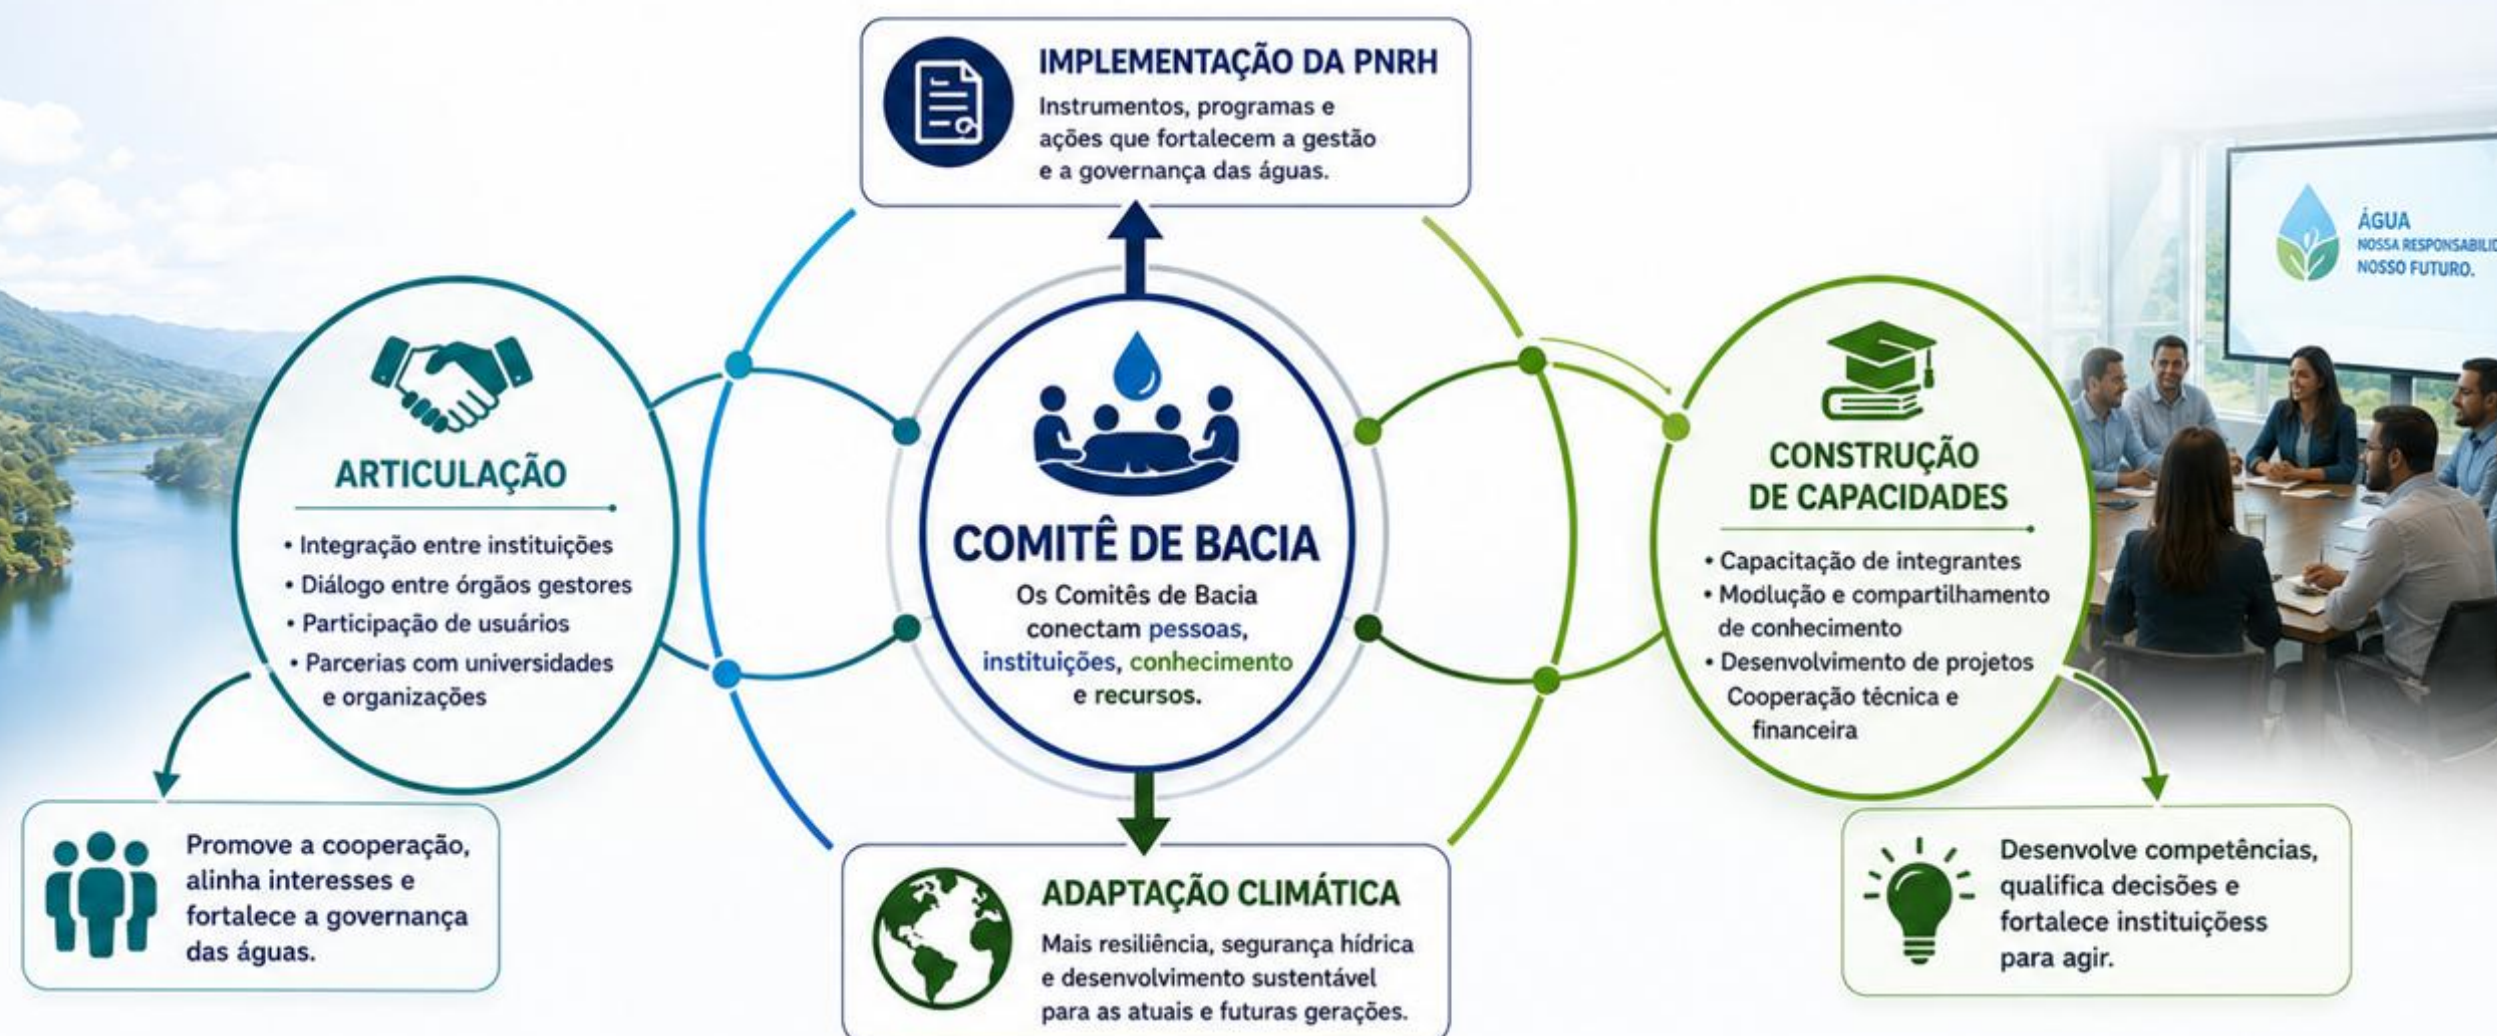 IMPLEMENTAÇÃO DA PNRH
Instrumentos, programas e
ações que fortalecem a gestão
e a governança das águas.
ÁGUA
NOSSA RESPONSABILID
NOSSO FUTURO.
ARTICULAÇÃO
• Integração entre instituições
• Diálogo entre órgãos gestores
• Participação de usuários
• Parcerias com universidades
e organizações
COMITÊ DE BACIA
Os Comitês de Bacia
conectam pessoas,
instituições, conhecimento
e recursos.
CONSTRUÇÃO
DE CAPACIDADES
• Capacitação de integrantes
• Modlução e compartilhamento
de conhecimento
• Desenvolvimento de projetos
Cooperação técnica e
financeira
Promove a cooperação,
alinha interesses e
fortalece a governança
das águas.
ADAPTAÇÃO CLIMÁTICA
Mais resiliência, segurança hídrica
e desenvolvimento sustentável
para as atuais e futuras gerações.
Desenvolve competências,
qualifica decisões e
fortalece instituiçõess
para agir.